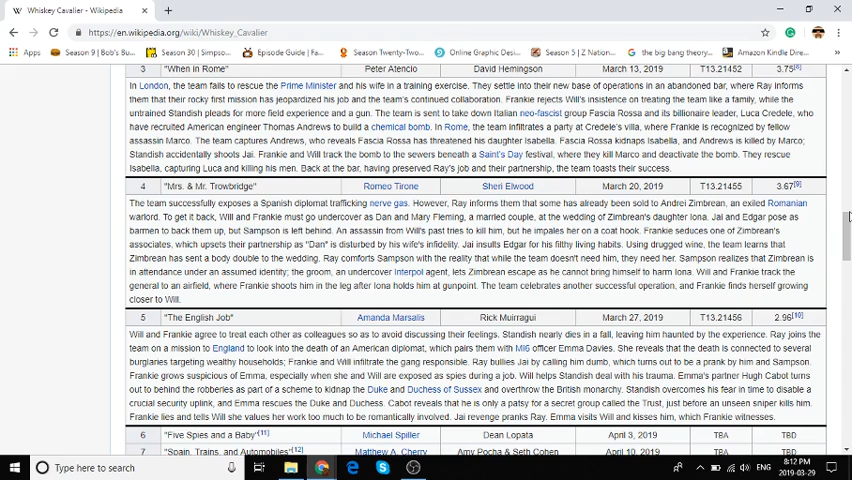 Whiskey Cavalier - Wikipedia
https://en.wikipedia.org/wiki/Whiskey_Cavalier
Apps Season 9 | Bob's Bu... Season 30 | Simpso... Episode Guide | Fa... Season Twenty-Two... Online Graphic Desi... Season 5 | Z Nation... the big bang theory... Amazon Kindle Dire...
3 "When in Rome" Peter Atencio David Hemingson March 13, 2019 T13.21452 3.75[8]
In London, the team fails to rescue the Prime Minister and his wife in a training exercise. They settle into their new base of operations in an abandoned bar, where Ray informs
them that their rocky first mission has jeopardized his job and the team's continued collaboration. Frankie rejects Will's insistence on treating the team like a family, while the
untrained Standish pleads for more field experience and a gun. The team is sent to take down Italian neo-fascist group Fascia Rossa and its billionaire leader, Luca Credele, who
have recruited American engineer Thomas Andrews to build a chemical bomb. In Rome, the team infiltrates a party at Credele's villa, where Frankie is recognized by fellow
assassin Marco. The team captures Andrews, who reveals Fascia Rossa has threatened his daughter Isabella. Fascia Rossa kidnaps Isabella, and Andrews is killed by Marco;
Standish accidentally shoots Jai. Frankie and Will track the bomb to the sewers beneath a Saint's Day festival, where they kill Marco and deactivate the bomb. They rescue
Isabella, capturing Luca and killing his men. Back at the bar, having preserved Ray's job and their partnership, the team toasts their success.
4 "Mrs. & Mr. Trowbridge" Romeo Tirone Sheri Elwood March 20, 2019 T13.21455 3.67[9]
The team successfully exposes a Spanish diplomat trafficking nerve gas. However, Ray informs them that some has already been sold to Andrei Zimbrean, an exiled Romanian
warlord. To get it back, Will and Frankie must go undercover as Dan and Mary Fleming, a married couple, at the wedding of Zimbrean's daughter Iona. Jai and Edgar pose as
barmen to back them up, but Sampson is left behind. An assassin from Will's past tries to kill him, but he impales her on a coat hook. Frankie seduces one of Zimbrean's
associates, which upsets their partnership as "Dan" is disturbed by his wife's infidelity. Jai insults Edgar for his filthy living habits. Using drugged wine, the team learns that
Zimbrean has sent a body double to the wedding. Ray comforts Sampson with the reality that while the team doesn't need him, they need her. Sampson realizes that Zimbrean is
in attendance under an assumed identity; the groom, an undercover Interpol agent, lets Zimbrean escape as he cannot bring himself to harm Iona. Will and Frankie track the
general to an airfield, where Frankie shoots him in the leg after Iona holds him at gunpoint. The team celebrates another successful operation, and Frankie finds herself growing
closer to Will.
5 "The English Job" Amanda Marsalis Rick Muirragui March 27, 2019 T13.21456 2.96[10]
Will and Frankie agree to treat each other as colleagues so as to avoid discussing their feelings. Standish nearly dies in a fall, leaving him haunted by the experience. Ray joins the
team on a mission to England to look into the death of an American diplomat, which pairs them with MI6 officer Emma Davies. She reveals that the death is connected to several
burglaries targeting wealthy households; Frankie and Will infiltrate the gang responsible. Ray bullies Jai by calling him dumb, which turns out to be a prank by him and Sampson.
Frankie grows suspicious of Emma, especially when she and Will are exposed as spies during a job. Will helps Standish deal with his trauma. Emma's partner Hugh Cabot turns
out to behind the robberies as part of a scheme to kidnap the Duke and Duchess of Sussex and overthrow the British monarchy. Standish overcomes his fear in time to disable a
crucial security uplink, and Emma rescues the Duke and Duchess. Cabot reveals that he is only a patsy for a secret group called the Trust, just before an unseen sniper kills him.
Frankie lies and tells Will she values her work too much to be romantically involved. Jai revenge pranks Ray. Emma visits Will and kisses him, which Frankie witnesses.
6 "Five Spies and a Baby"[11] Michael Spiller Dean Lopata April 3, 2019 TBA TBD
7 "Spain, Trains, and Automobiles"[12] Matthew A. Cherry Amy Pocha & Seth Cohen April 10, 2019 TBA TBD
Type here to search
ENG
8:12 PM
2019-03-29